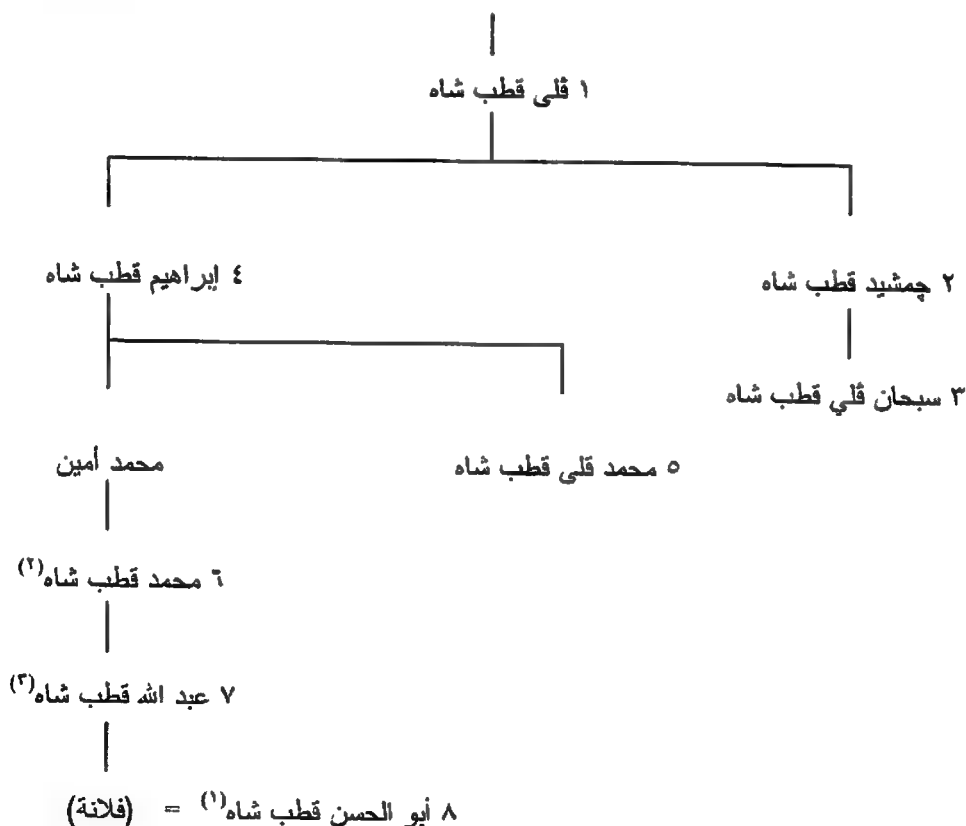 ١ قلى قطب شاه
٢ جمشيد قطب شاه
٤ إبراهيم قطب شاه
٣ سبحان قلي قطب شاه
٥ محمد قلى قطب شاه
محمد أمين
٦ محمد قطب شاه(٢)
٧ عبد الله قطب شاه(٣)
٨ أبو الحسن قطب شاه(١) = (فلانة)